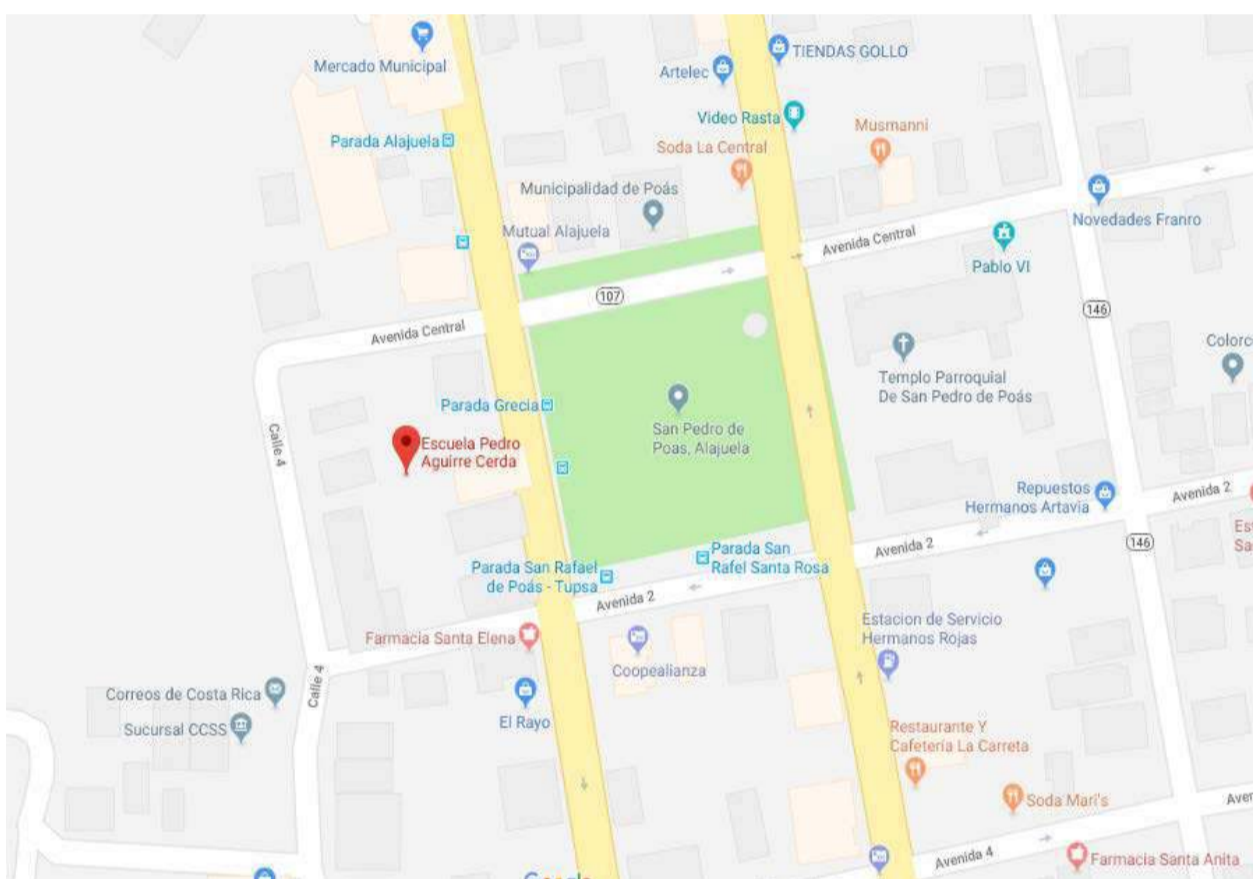 Mercado Municipal
TIENDAS GOLLO
Artelec
Video Rasta
Musmanni
Parada Alajuela
Soda La Central
Municipalidad de Poás
Novedades Franro
Mutual Alajuela
Avenida Central
Pablo VI
107
146
Avenida Central
Templo Parroquial
De San Pedro de Poás
Parada Grecia
San Pedro de
Poas, Alajuela
Calle 4
Escuela Pedro
Aguirre Cerda
Repuestos
Hermanos Artavia
Avenida 2
146
Avenida 2
Parada San
Rafel Santa Rosa
Parada San Rafael
de Poás - Tupsa
Avenida 2
Estacion de Servicio
Hermanos Rojas
Farmacia Santa Elena
Coopealianza
Calle 4
Correos de Costa Rica
Sucursal CCSS
El Rayo
Restaurante Y
Cafetería La Carreta
Soda Mari's
Avenida 4
Farmacia Santa Anita